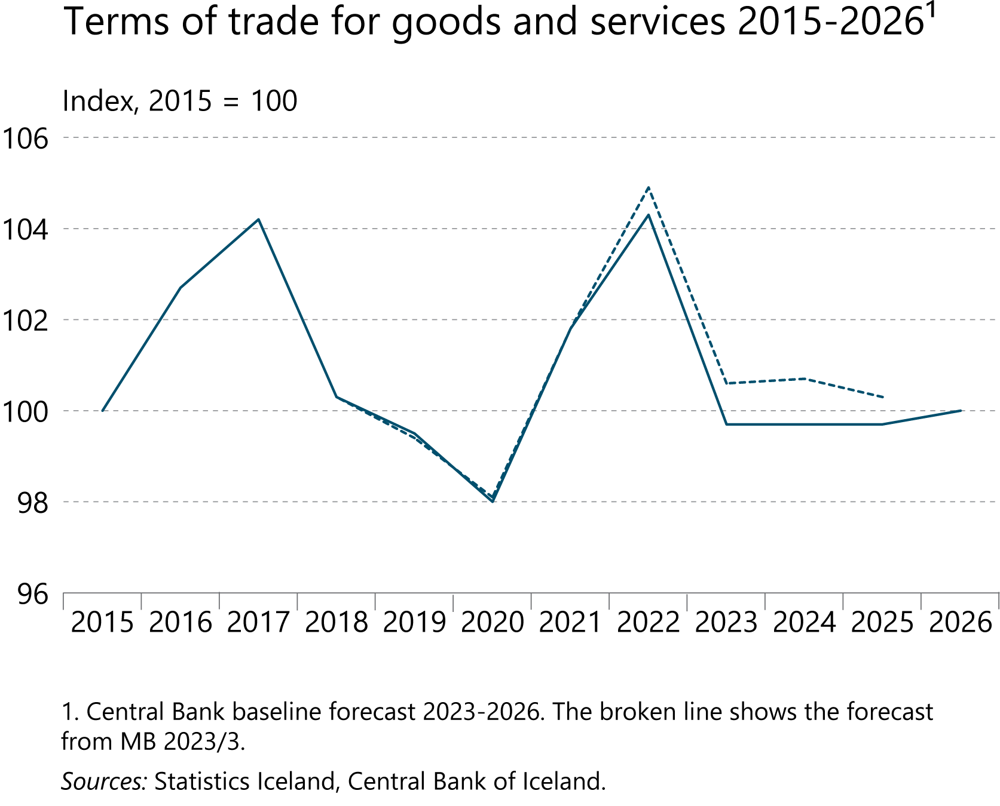 Terms of trade for goods and services 2015-2026¹
Index, 2015 = 100
106
104
102
100
98
96
2015 2016 2017 2018 2019 2020 2021 2022 2023 2024 2025 2026
1. Central Bank baseline forecast 2023-2026. The broken line shows the forecast
from MB 2023/3.
Sources: Statistics Iceland, Central Bank of Iceland.